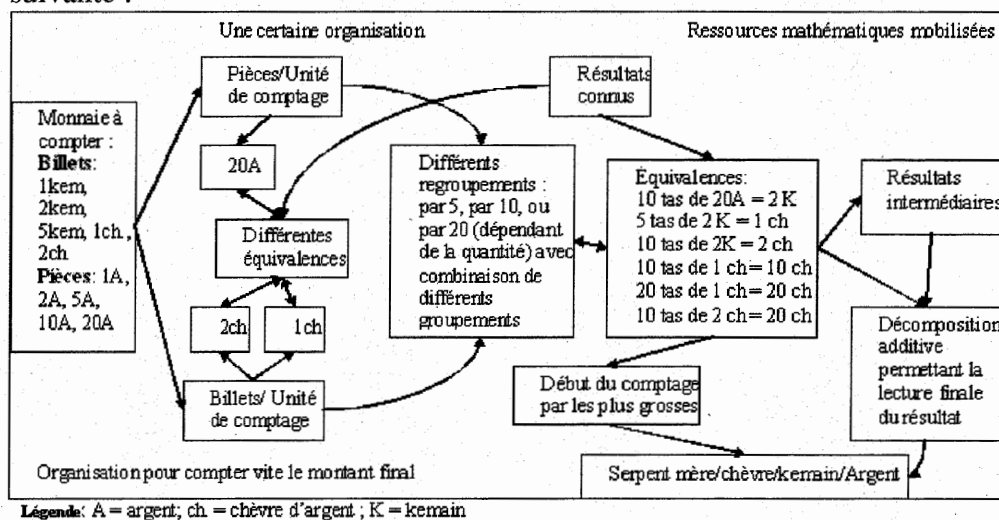 suivante :
Une certaine organisation
Ressources mathématiques mobilisées
Monnaie à
compter :
Billets:
1kem,
2kem,
5kem, 1ch.,
2ch
Pièces: 1A,
2A, 5A,
10A, 20A
Pièces/Unité
de comptage
20A
Différentes
équivalences
2ch
1ch
Billets/ Unité
de comptage
Résultats
connus
Différents
regroupements :
par 5, par 10, ou
par 20 (dépendant
de la quantité) avec
combinaison de
différents
groupements
Équivalences:
10 tas de 20A = 2 K
5 tas de 2 K = 1 ch
10 tas de 2K = 2 ch
10 tas de 1 ch = 10 ch
20 tas de 1 ch = 20 ch
10 tas de 2 ch = 20 ch
Résultats
intermédiaires
Début du comptage
par les plus grosses
Décomposition
additive
permettant la
lecture finale
du résultat
Organisation pour compter vite le montant final
Serpent mère/chèvre/kemain/Argent
Légende: A = argent; ch = chèvre d'argent ; K = kemain